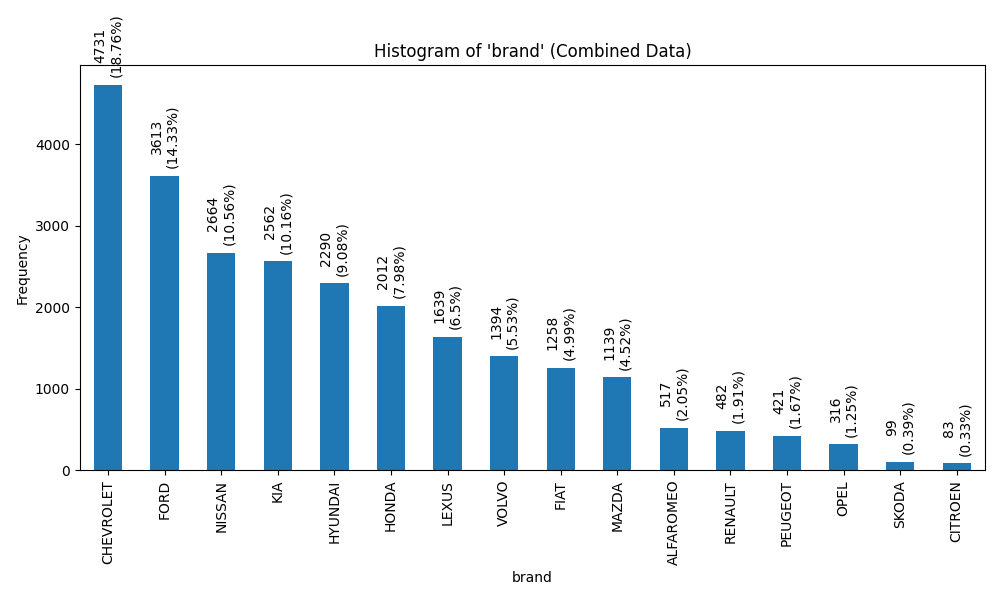 Histogram of 'brand' (Combined Data)
Frequency
4000
3000
2000
1000
0
4731
(18.76%)
3613
(14.33%)
2664
(10.56%)
2562
(10.16%)
2290
(9.08%)
2012
(7.98%)
1639
(6.5%)
1394
(5.53%)
1258
(4.99%)
1139
(4.52%)
517
(2.05%)
482
(1.91%)
421
(1.67%)
316
(1.25%)
99
(0.39%)
83
(0.33%)
CHEVROLET
FORD
NISSAN
KIA
HYUNDAI
HONDA
LEXUS
VOLVO
FIAT
MAZDA
ALFAROMEO
RENAULT
PEUGEOT
OPEL
SKODA
CITROEN
brand